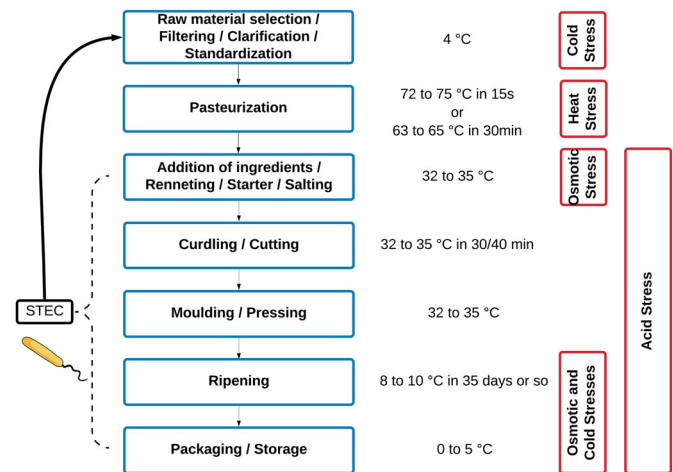 Raw material selection /
Filtering / Clarification /
Standardization
4 °C
Cold
Stress
Pasteurization
72 to 75 °C in 15s
or
63 to 65 °C in 30min
Heat
Stress
Addition of ingredients /
Renneting / Starter / Salting
32 to 35 °C
Osmotic
Stress
Curdling / Cutting
32 to 35 °C in 30/40 min
STEC
Moulding / Pressing
32 to 35 °C
Acid Stress
Ripening
8 to 10 °C in 35 days or so
Osmotic and
Cold Stresses
Packaging / Storage
0 to 5 °C